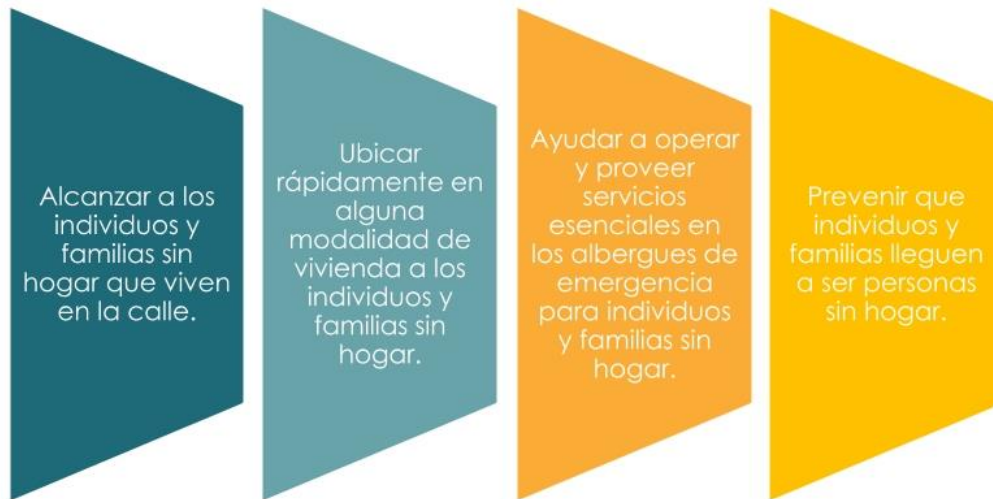 Alcanzar a los
individuos y
familias sin
hogar que viven
en la calle.
Ubicar
rápidamente en
alguna
modalidad de
vivienda a los
individuos y
familias sin
hogar.
Ayudar a operar
y proveer
servicios
esenciales en
los albergues de
emergencia
para individuos
y familias sin
hogar.
Prevenir que
individuos y
familias lleguen
a ser personas
sin hogar.